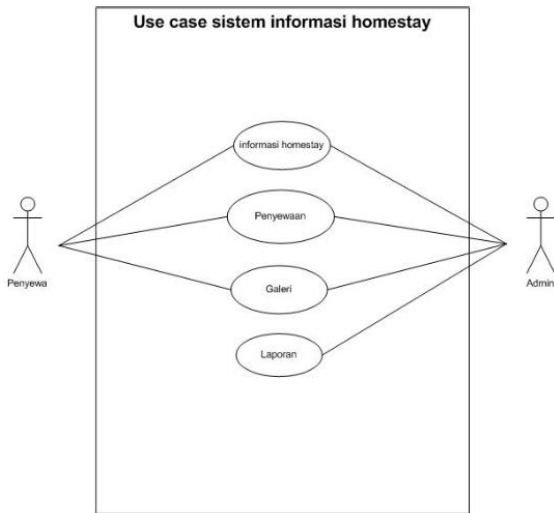 Use case sistem informasi homestay
informasi homestay
Penyewaan
Penyewa
Admin
Galeri
Laporan